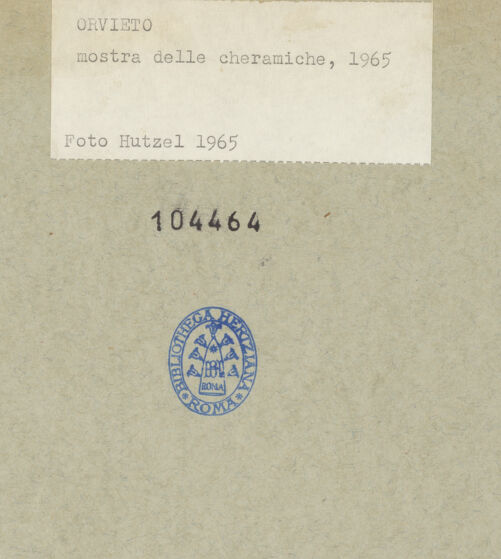 ORVIETO
mostra delle cheramiche, 1965
Foto Hutzel 1965
104464
BIBLIOTHECA HERTZIANA
ROMA
* ROMA *